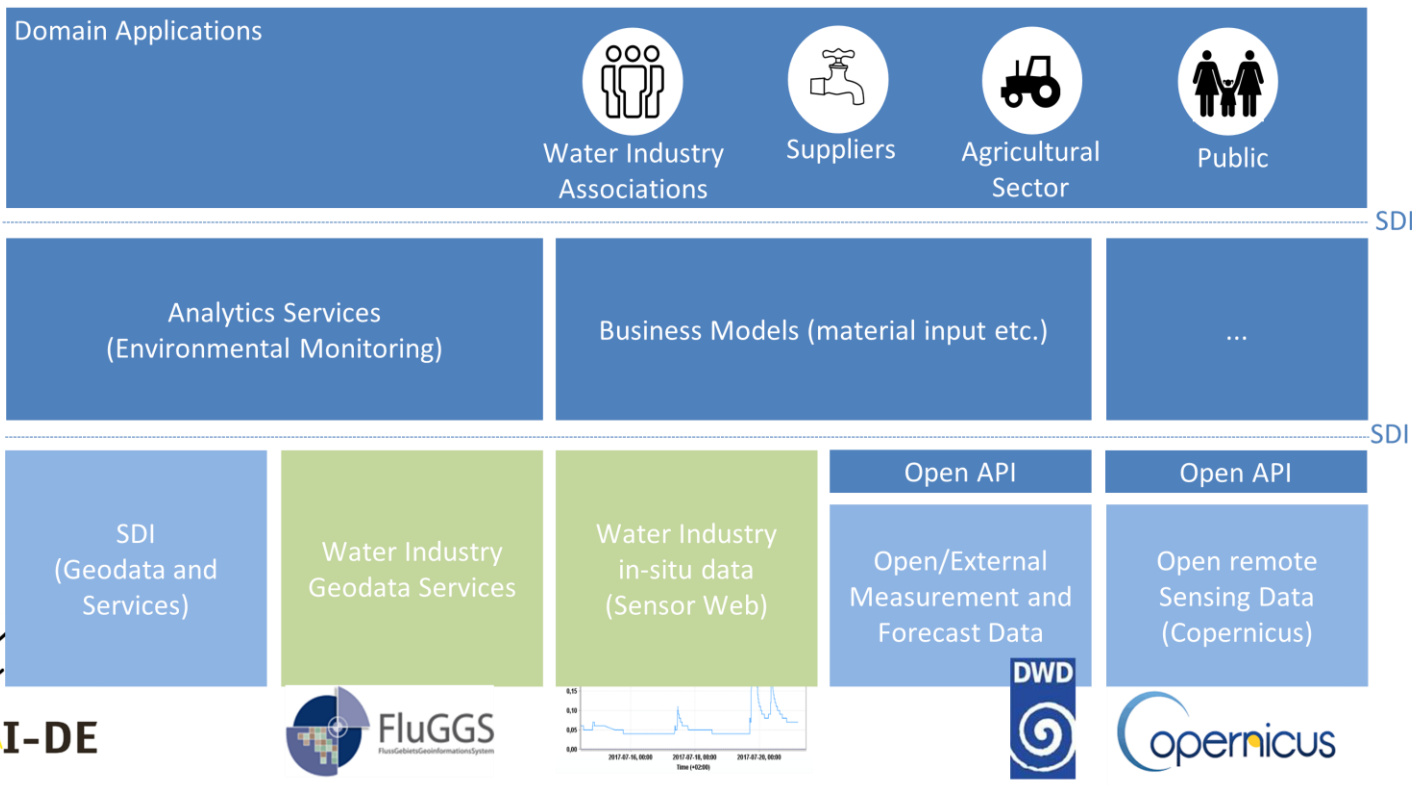 Domain Applications
Water Industry
Associations
Suppliers
Agricultural
Sector
Public
SDI
Analytics Services
(Environmental Monitoring)
Business Models (material input etc.)
...
SDI
SDI
(Geodata and
Services)
Water Industry
Geodata Services
Water Industry
in-situ data
(Sensor Web)
Open API
Open/External
Measurement and
Forecast Data
Open API
Open remote
Sensing Data
(Copernicus)
I-DE
FluGGS
FlussGebietsGeoinformationsSystem
0,15
0,10
0,05
0,00
2017-07-16, 00:00 2017-07-18, 00:00 2017-07-20, 00:00
Time (+02:00)
DWD
Copernicus